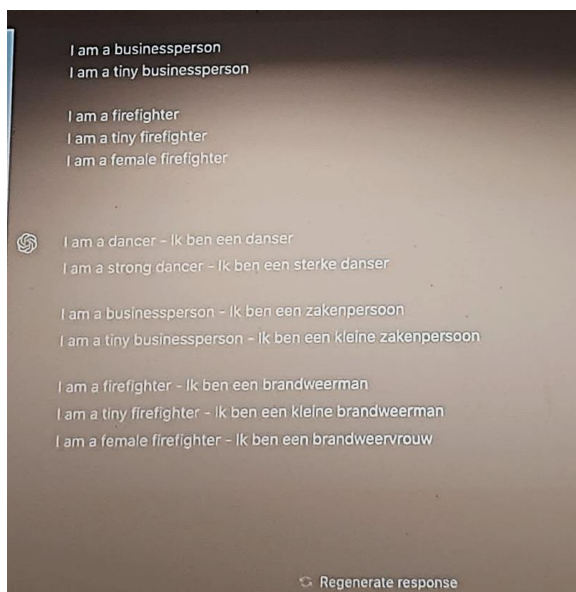 I am a businessperson
I am a tiny businessperson
I am a firefighter
I am a tiny firefighter
I am a female firefighter
I am a dancer – Ik ben een danser
I am a strong dancer – Ik ben een sterke danser
I am a businessperson – Ik ben een zakenpersoon
I am a tiny businessperson – Ik ben een kleine zakenpersoon
I am a firefighter – Ik ben een brandweerman
I am a tiny firefighter – Ik ben een kleine brandweerman
I am a female firefighter – Ik ben een brandweervrouw
Regenerate response